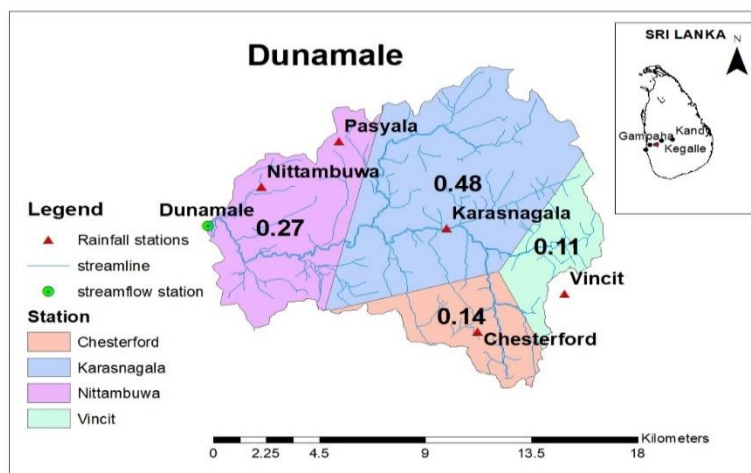 Dunamale
SRI LANKA
N
Gampaha
Kandy
Kegalle
Pasyala
Nittambuwa
0.48
Legend
Dunamale
0.27
Karasnagala
Rainfall stations
0.11
streamline
Vincit
streamflow station
Station
0.14
Chesterford
Chesterford
Karasnagala
Nittambuwa
Vincit
Kilometers
0 2.25 4.5 9 13.5 18